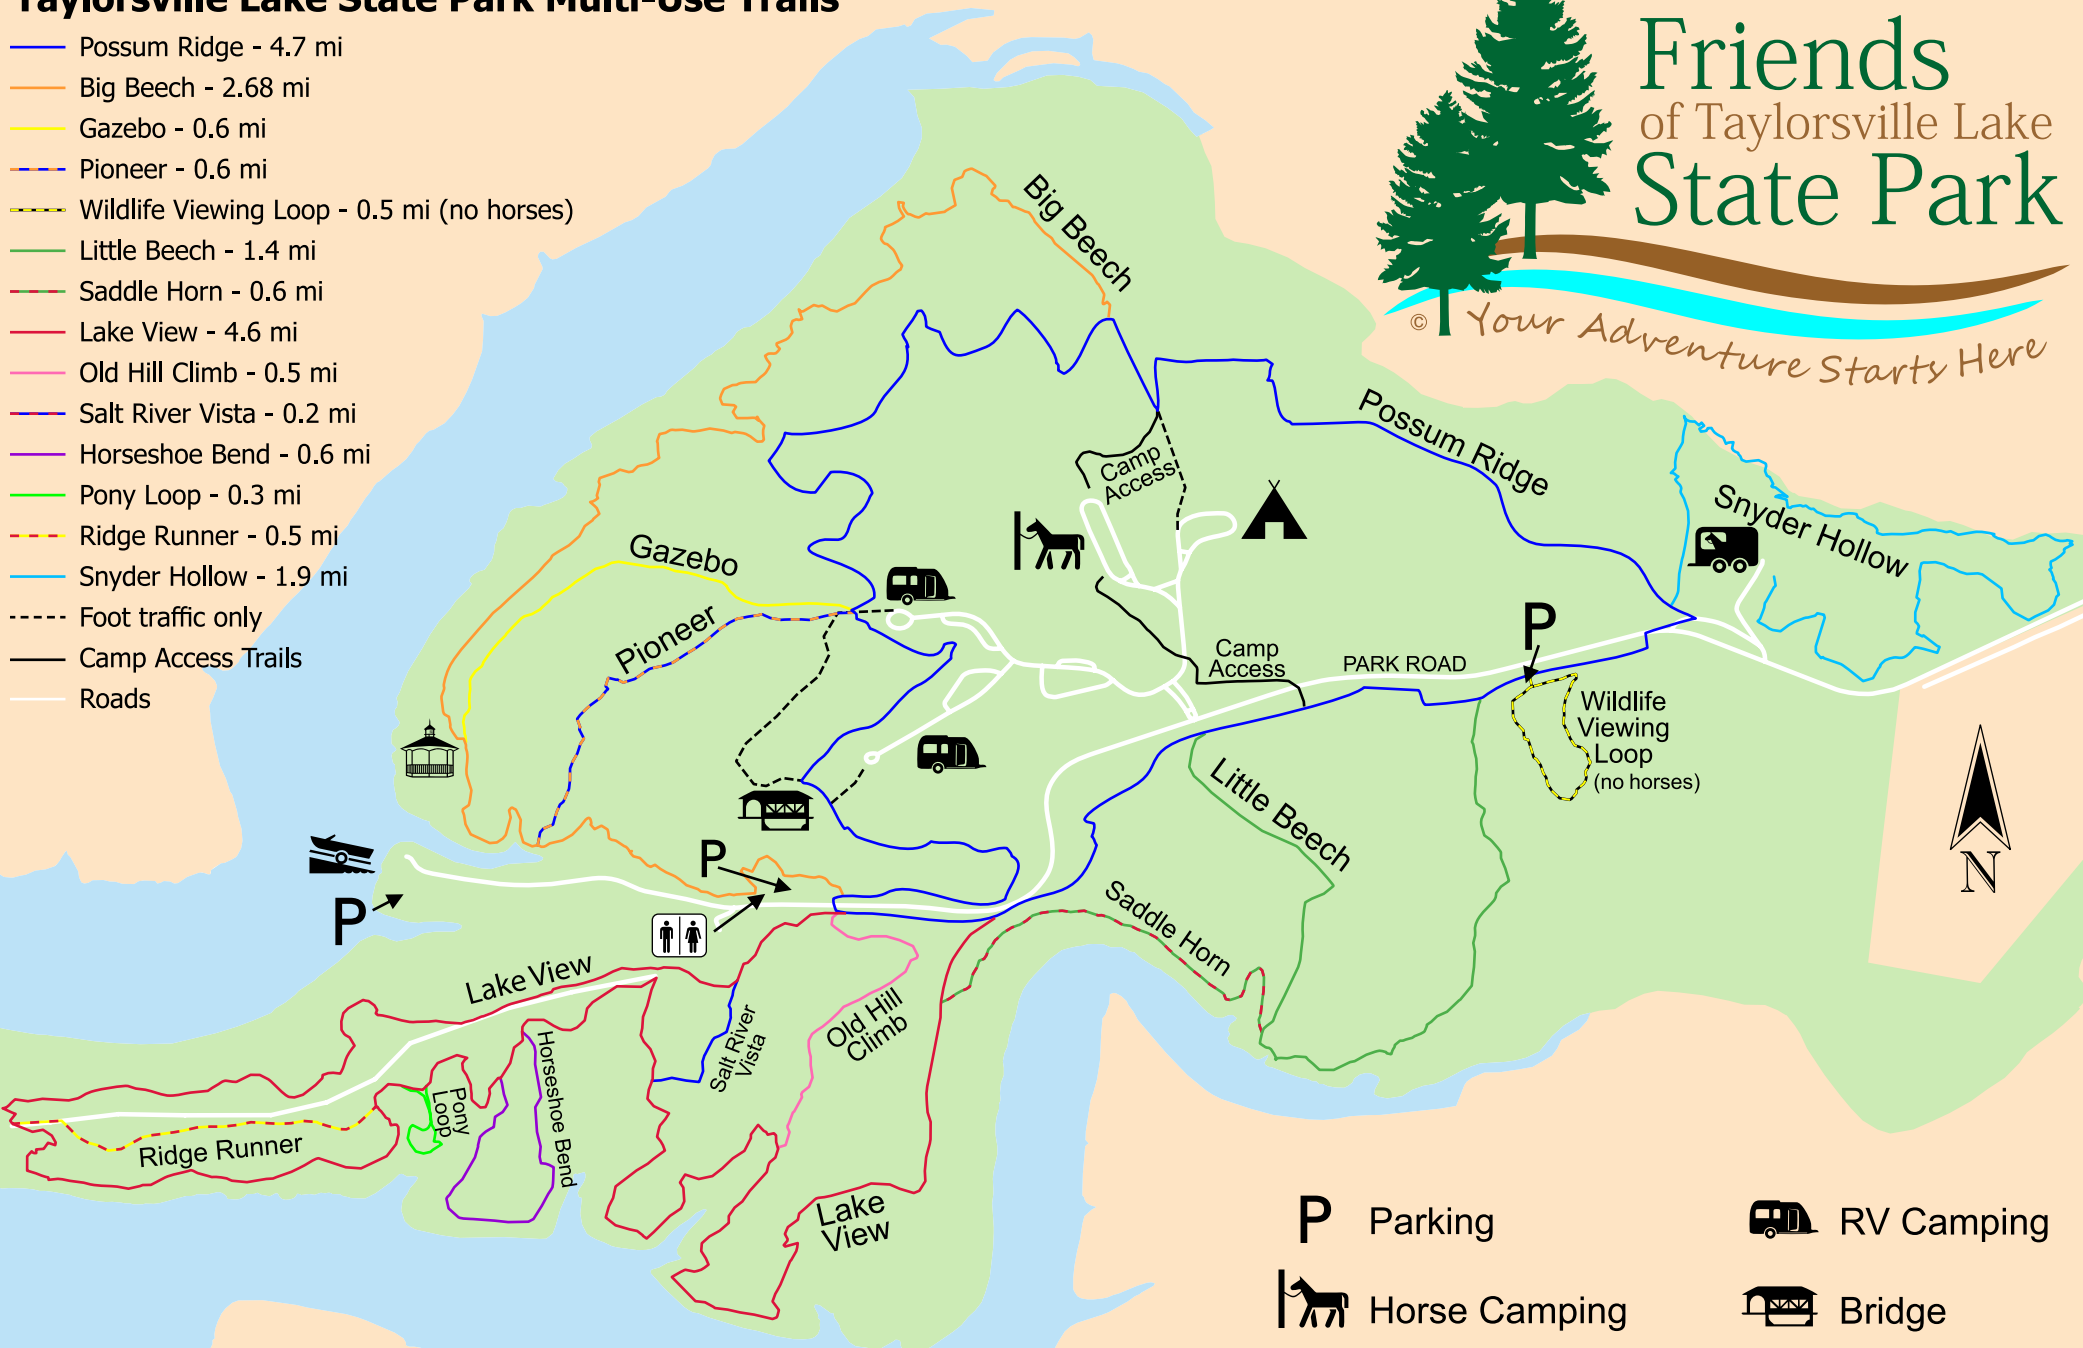 Taylorsville Lake State Park Multi-Use Trails
Possum Ridge - 4.7 mi
Big Beech - 2.68 mi
Gazebo - 0.6 mi
Pioneer - 0.6 mi
Wildlife Viewing Loop - 0.5 mi (no horses)
Little Beech - 1.4 mi
Saddle Horn - 0.6 mi
Lake View - 4.6 mi
Old Hill Climb - 0.5 mi
Salt River Vista - 0.2 mi
Horseshoe Bend - 0.6 mi
Pony Loop - 0.3 mi
Ridge Runner - 0.5 mi
Snyder Hollow - 1.9 mi
Foot traffic only
Camp Access Trails
Roads
Friends
of Taylorsville Lake
State Park
© Your Adventure Starts Here
Big Beech
Possum Ridge
Camp
Access
Snyder Hollow
Gazebo
Pioneer
P
Camp
Access
PARK ROAD
Wildlife
Viewing
Loop
(no horses)
Little Beech
P
P
Saddle Horn
Lake View
Old Hill
Climb
Salt River
Vista
Horseshoe Bend
Pony
Loop
Ridge Runner
Lake
View
N
P Parking
RV Camping
Horse Camping
Bridge